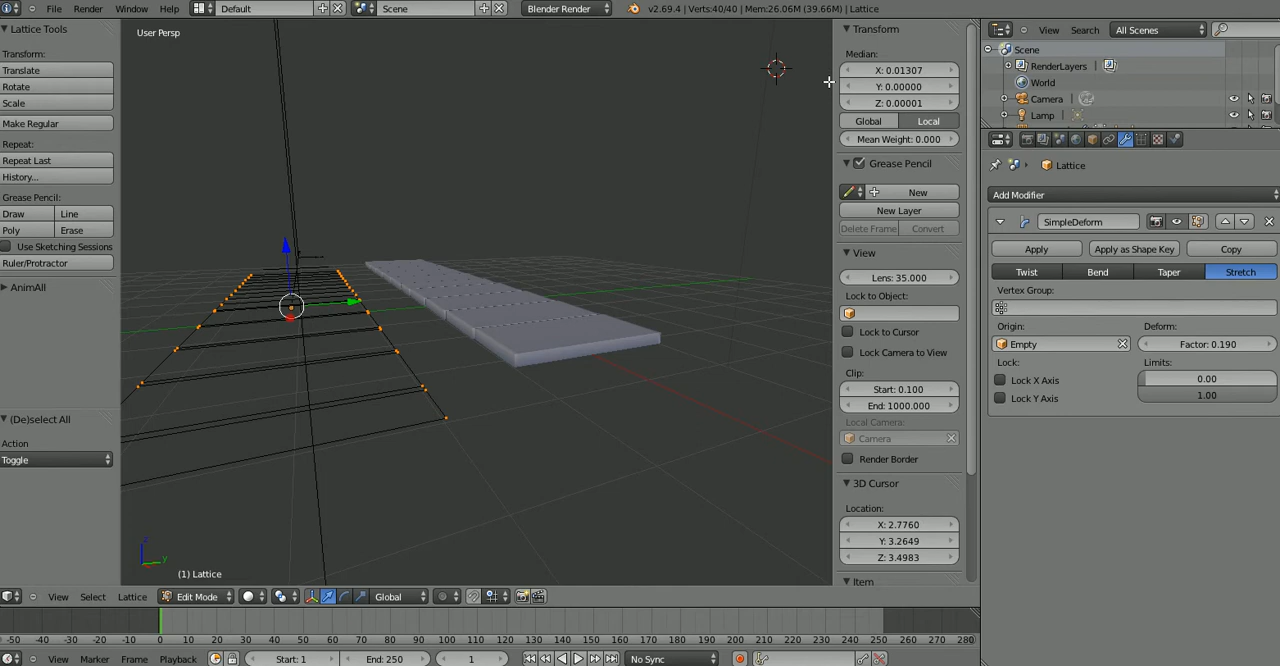 File Render Window Help Default Scene Blender Render v2.69.4 | Verts:40/40 | Mem:26.06M (39.66M) | Lattice
Lattice Tools
Transform:
Translate
Rotate
Scale
Make Regular
Repeat:
Repeat Last
History...
Grease Pencil:
Draw Line
Poly Erase
Use Sketching Sessions
Ruler/Protractor
AnimAll
(De)select All
Action
Toggle
User Persp
z
y
(1) Lattice
Transform
Median:
X: 0.01307
Y: 0.00000
Z: 0.00001
Global Local
Mean Weight: 0.000
Grease Pencil
New
New Layer
Delete Frame Convert
View
Lens: 35.000
Lock to Object:
Lock to Cursor
Lock Camera to View
Clip:
Start: 0.100
End: 1000.000
Local Camera:
Camera
Render Border
3D Cursor
Location:
X: 2.7760
Y: 3.2649
Z: 3.4983
Item
View Search All Scenes
Scene
RenderLayers
World
Camera
Lamp
Lattice
Add Modifier
SimpleDeform
Apply Apply as Shape Key Copy
Twist Bend Taper Stretch
Vertex Group:
Origin: Deform:
Empty Factor: 0.190
Lock: Limits:
Lock X Axis 0.00
Lock Y Axis 1.00
View Select Lattice Edit Mode Global
-50 -40 -30 -20 -10 0 10 20 30 40 50 60 70 80 90 100 110 120 130 140 150 160 170 180 190 200 210 220 230 240 250 260 270 280
View Marker Frame Playback Start: 1 End: 250 1 No Sync